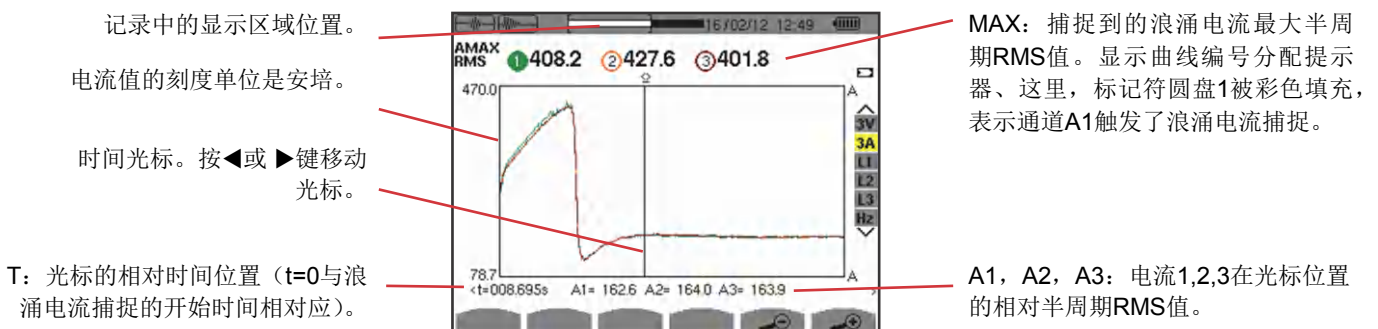 记录中的显示区域位置。
电流值的刻度单位是安培。
时间光标。按◀或 ▶键移动
光标。
T：光标的相对时间位置（t=0与浪
涌电流捕捉的开始时间相对应）。
16/02/12 12:49
AMAX
RMS
1 408.2 2 427.6 3 401.8
470.0
A
3V
3A
L1
L2
L3
Hz
78.7
A
<t=008.695s A1= 162.6 A2= 164.0 A3= 163.9 >
MAX：捕捉到的浪涌电流最大半周
期RMS值。显示曲线编号分配提示
器、这里，标记符圆盘1被彩色填充，
表示通道A1触发了浪涌电流捕捉。
A1，A2，A3：电流1,2,3在光标位置
的相对半周期RMS值。